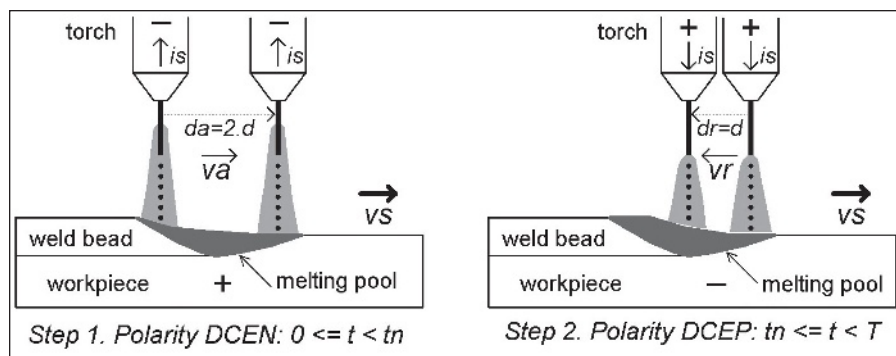 torch
− −
is is
da=2.d
va
vs
weld bead
workpiece + melting pool
Step 1. Polarity DCEN: 0 <= t < tn
torch
+ +
is is
dr=d
vr
vs
weld bead
workpiece − melting pool
Step 2. Polarity DCEP: tn <= t < T